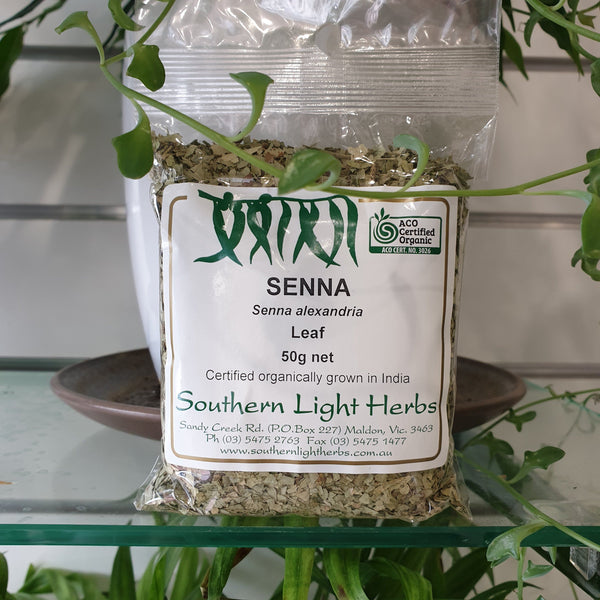 ACO
Certified
Organic
ACO CERT. NO. 3026
SENNA
Senna alexandria
Leaf
50g net
Certified organically grown in India
Southern Light Herbs
Sandy Creek Rd. (P.O.Box 227) Maldon, Vic. 3463
Ph (03) 5475 2763 Fax (03) 5475 1477
www.southernlightherbs.com.au